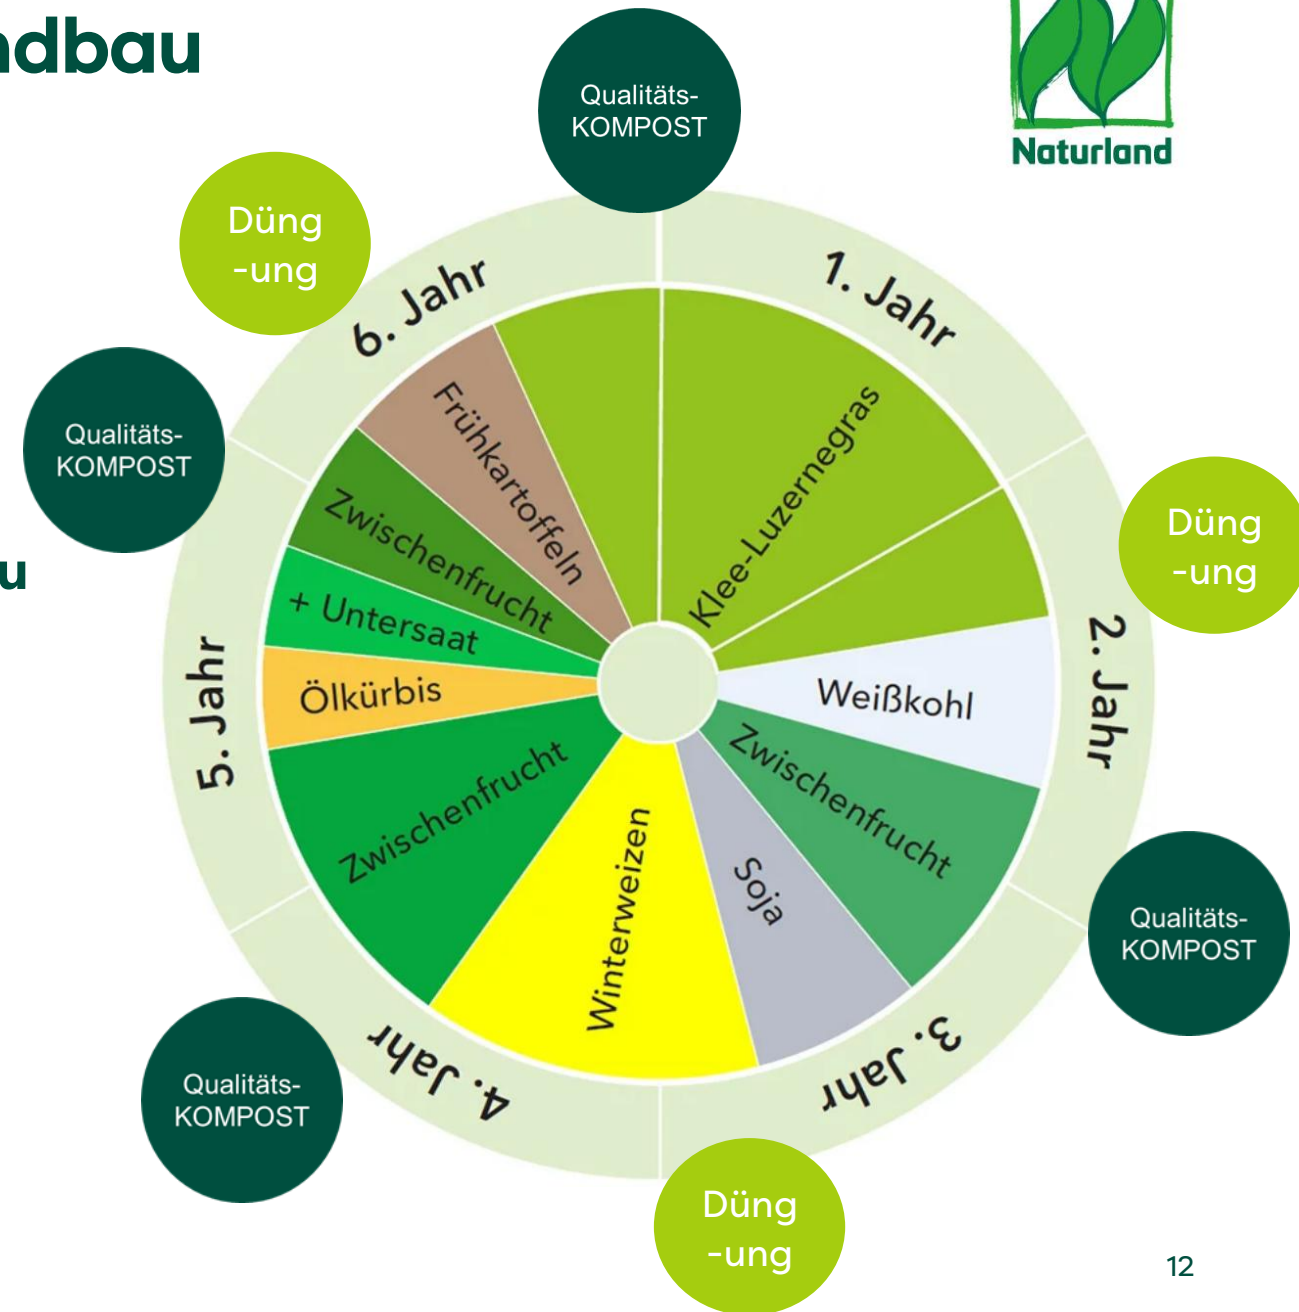 ndbau
Qualitäts-
KOMPOST
Naturland
Düng
-ung
6. Jahr
1. Jahr
Qualitäts-
KOMPOST
Frühkartoffeln
Klee-Luzernegras
Zwischenfrucht
Düng
-ung
u
+ Untersaat
2. Jahr
5. Jahr
Ölkürbis
Weißkohl
Zwischenfrucht
Zwischenfrucht
Winterweizen
Soja
Qualitäts-
KOMPOST
4. Jahr
3. Jahr
Qualitäts-
KOMPOST
Düng
-ung
12